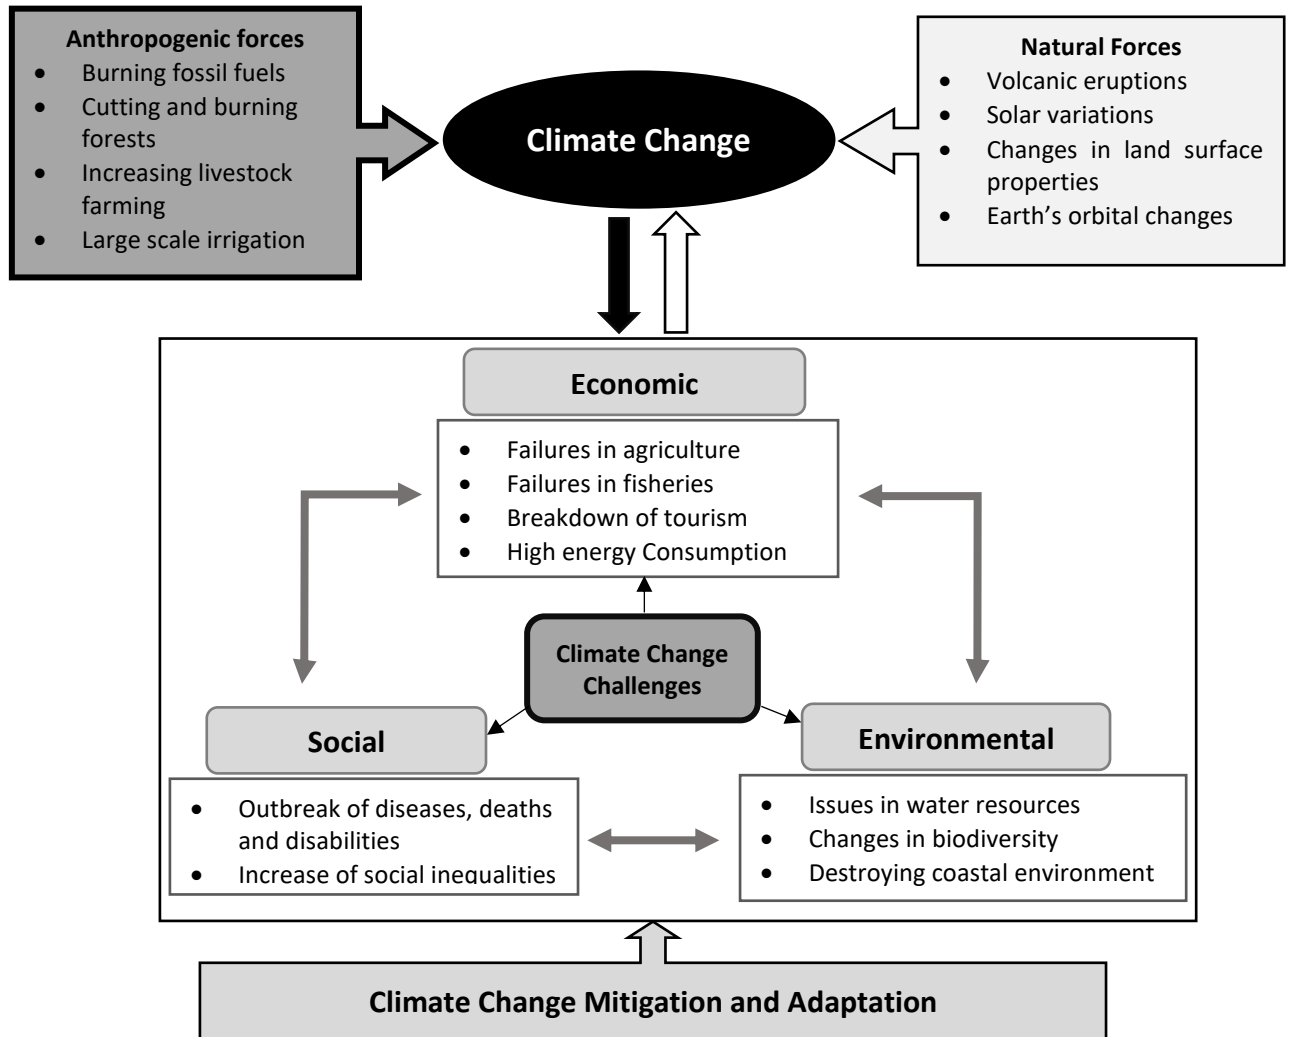 Anthropogenic forces
• Burning fossil fuels
• Cutting and burning
forests
• Increasing livestock
farming
• Large scale irrigation
Climate Change
Natural Forces
• Volcanic eruptions
• Solar variations
• Changes in land surface
properties
• Earth’s orbital changes
Economic
• Failures in agriculture
• Failures in fisheries
• Breakdown of tourism
• High energy Consumption
Climate Change
Challenges
Social
• Outbreak of diseases, deaths
and disabilities
• Increase of social inequalities
Environmental
• Issues in water resources
• Changes in biodiversity
• Destroying coastal environment
Climate Change Mitigation and Adaptation